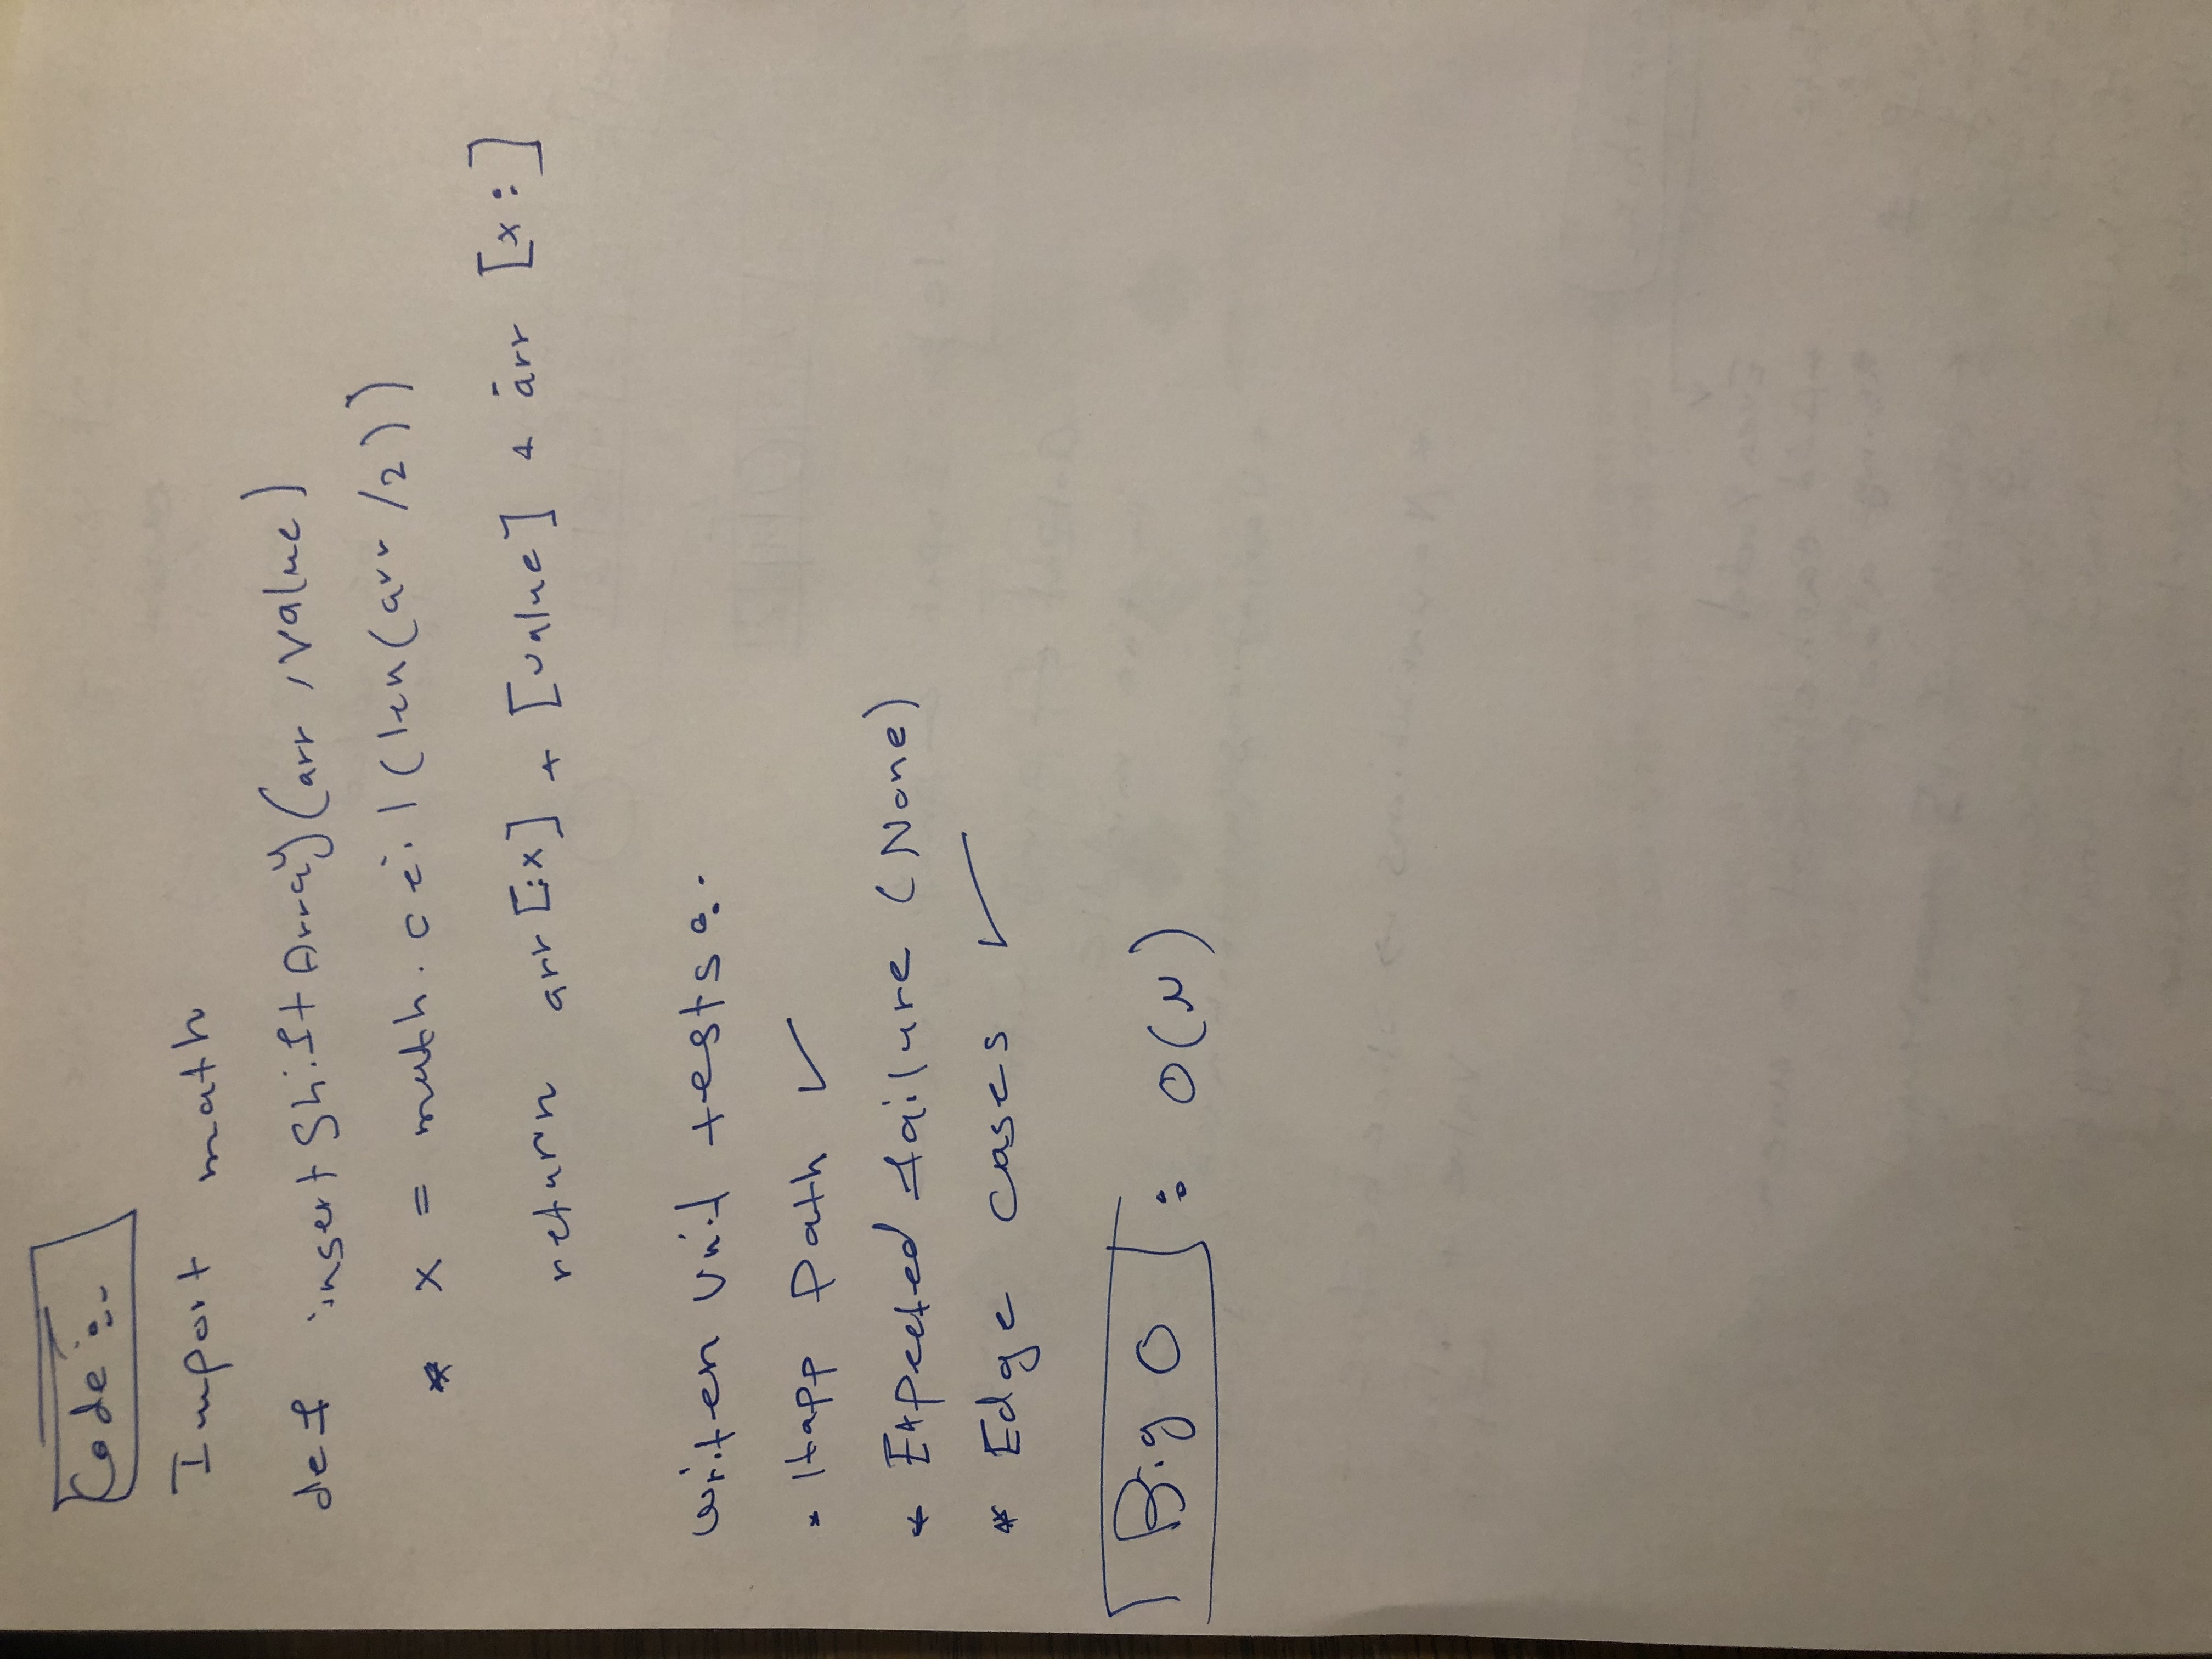 Code :-
Import math
def insertShiftArray(arr, value)
* x = math.ceil(len(arr/2))
return arr[:x] + [value] + arr [x:]
writen Unit tests :-
* Happ Path ✓
* Expected failure (None)
* Edge cases ✓
Big O : O(N)